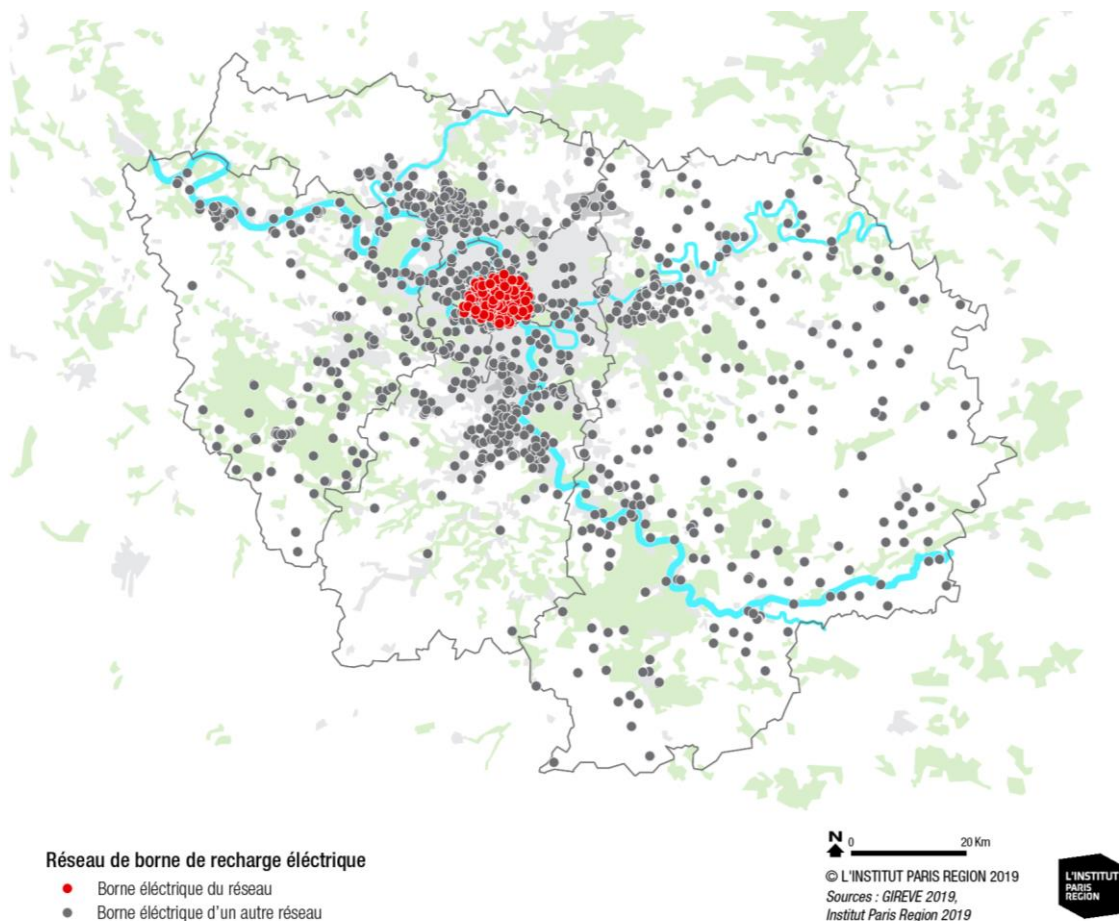 Réseau de borne de recharge éléctrique
Borne éléctrique du réseau
Borne éléctrique d'un autre réseau
N
0 20 Km
© L'INSTITUT PARIS REGION 2019
Sources : GIREVE 2019,
Institut Paris Region 2019
L'INSTITUT
PARIS
REGION